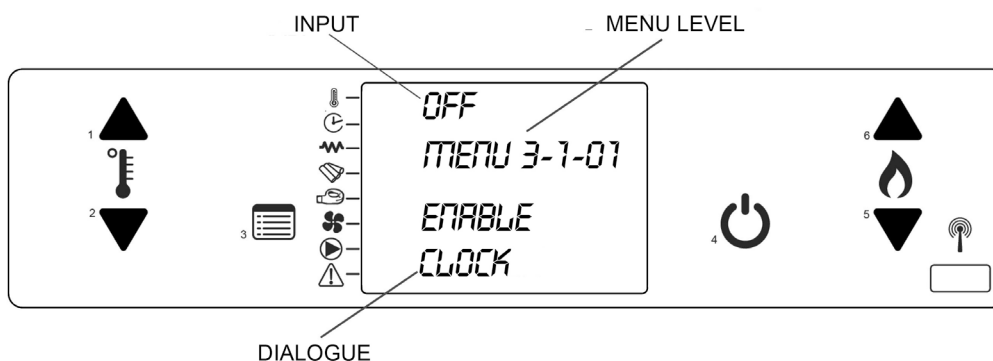 INPUT
MENU LEVEL
1
2
3
OFF
MENU 3-1-01
ENABLE
CLOCK
4
6
5
DIALOGUE